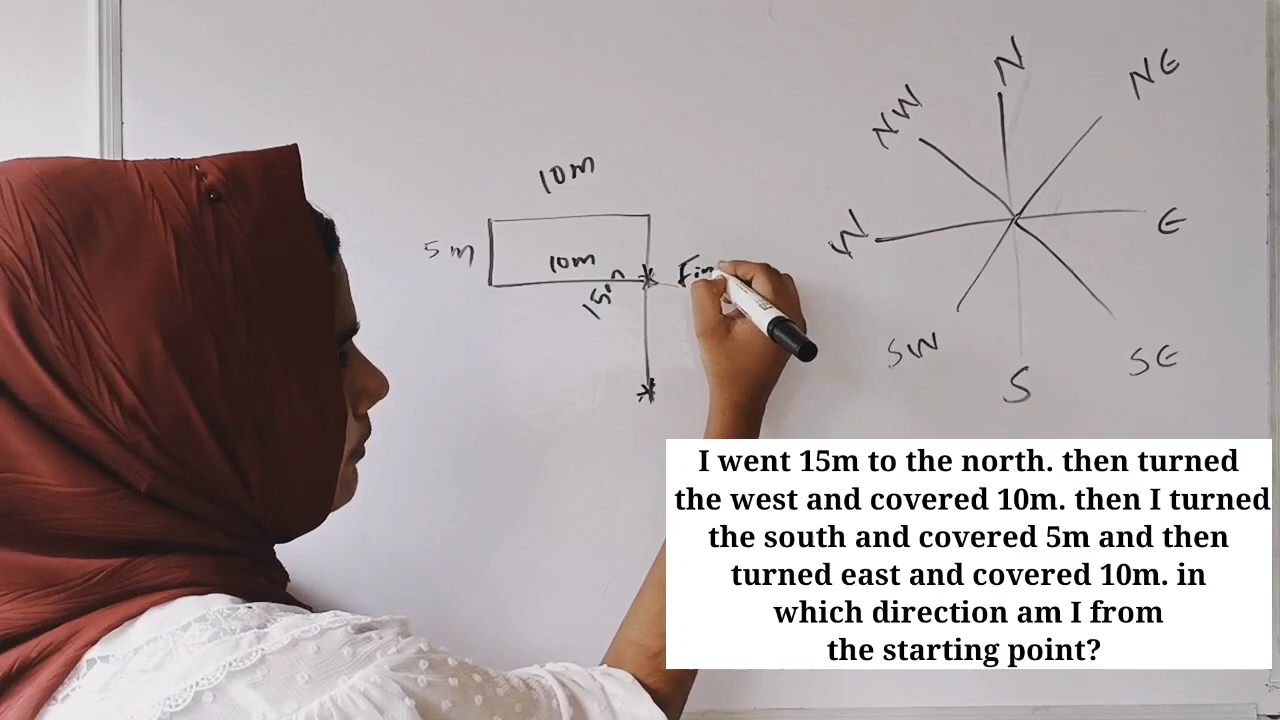 N
NE
NW
10m
W
E
5m
10m
Fin
15m
SW
SE
S
I went 15m to the north. then turned
the west and covered 10m. then I turned
the south and covered 5m and then
turned east and covered 10m. in
which direction am I from
the starting point?